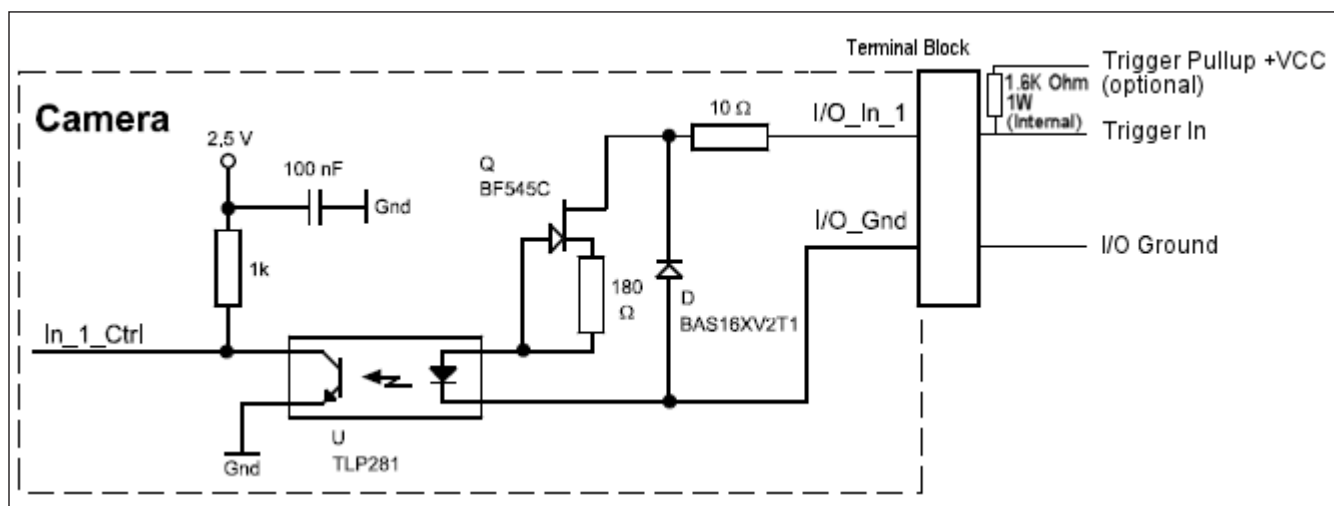 Terminal Block
Trigger Pullup +VCC
(optional)
1.6K Ohm
1W
(Internal)
Trigger In
Camera
10 Ω
I/O_In_1
2,5 V
100 nF
Gnd
Q
BF545C
I/O_Gnd
I/O Ground
1k
180
Ω
D
BAS16XV2T1
In_1_Ctrl
U
TLP281
Gnd